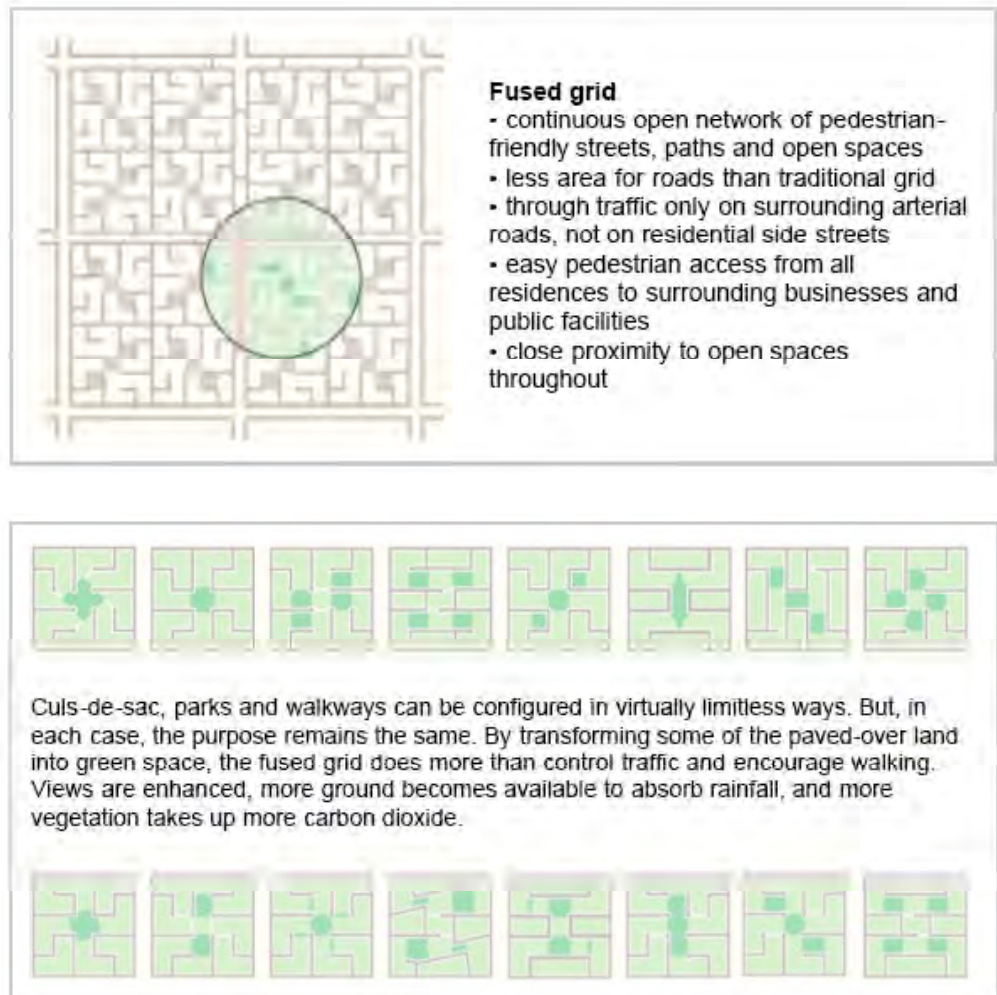 Fused grid
- continuous open network of pedestrian-
friendly streets, paths and open spaces
- less area for roads than traditional grid
- through traffic only on surrounding arterial
roads, not on residential side streets
- easy pedestrian access from all
residences to surrounding businesses and
public facilities
- close proximity to open spaces
throughout
Culs-de-sac, parks and walkways can be configured in virtually limitless ways. But, in
each case, the purpose remains the same. By transforming some of the paved-over land
into green space, the fused grid does more than control traffic and encourage walking.
Views are enhanced, more ground becomes available to absorb rainfall, and more
vegetation takes up more carbon dioxide.